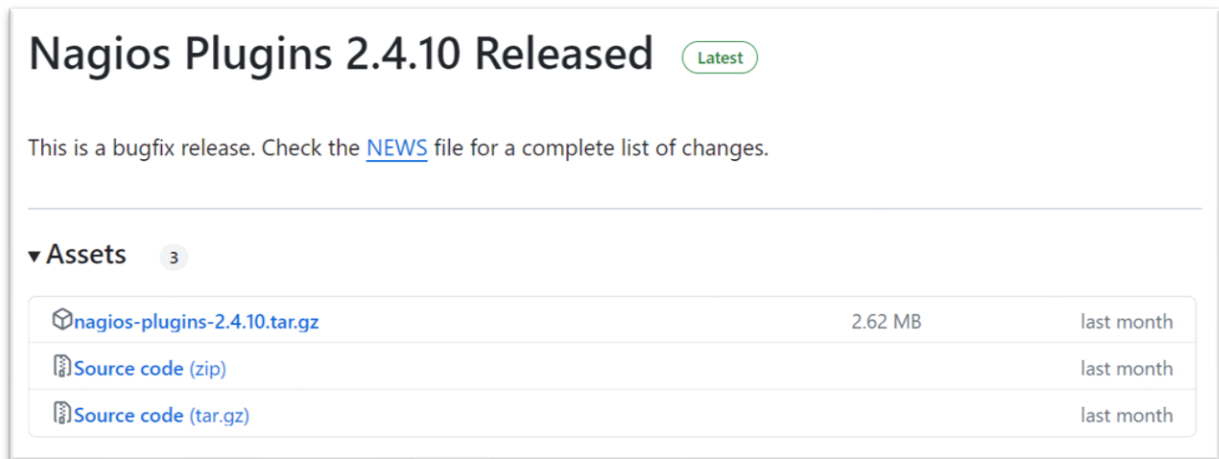 Nagios Plugins 2.4.10 Released Latest
This is a bugfix release. Check the NEWS file for a complete list of changes.
Assets 3
nagios-plugins-2.4.10.tar.gz 2.62 MB last month
Source code (zip) last month
Source code (tar.gz) last month